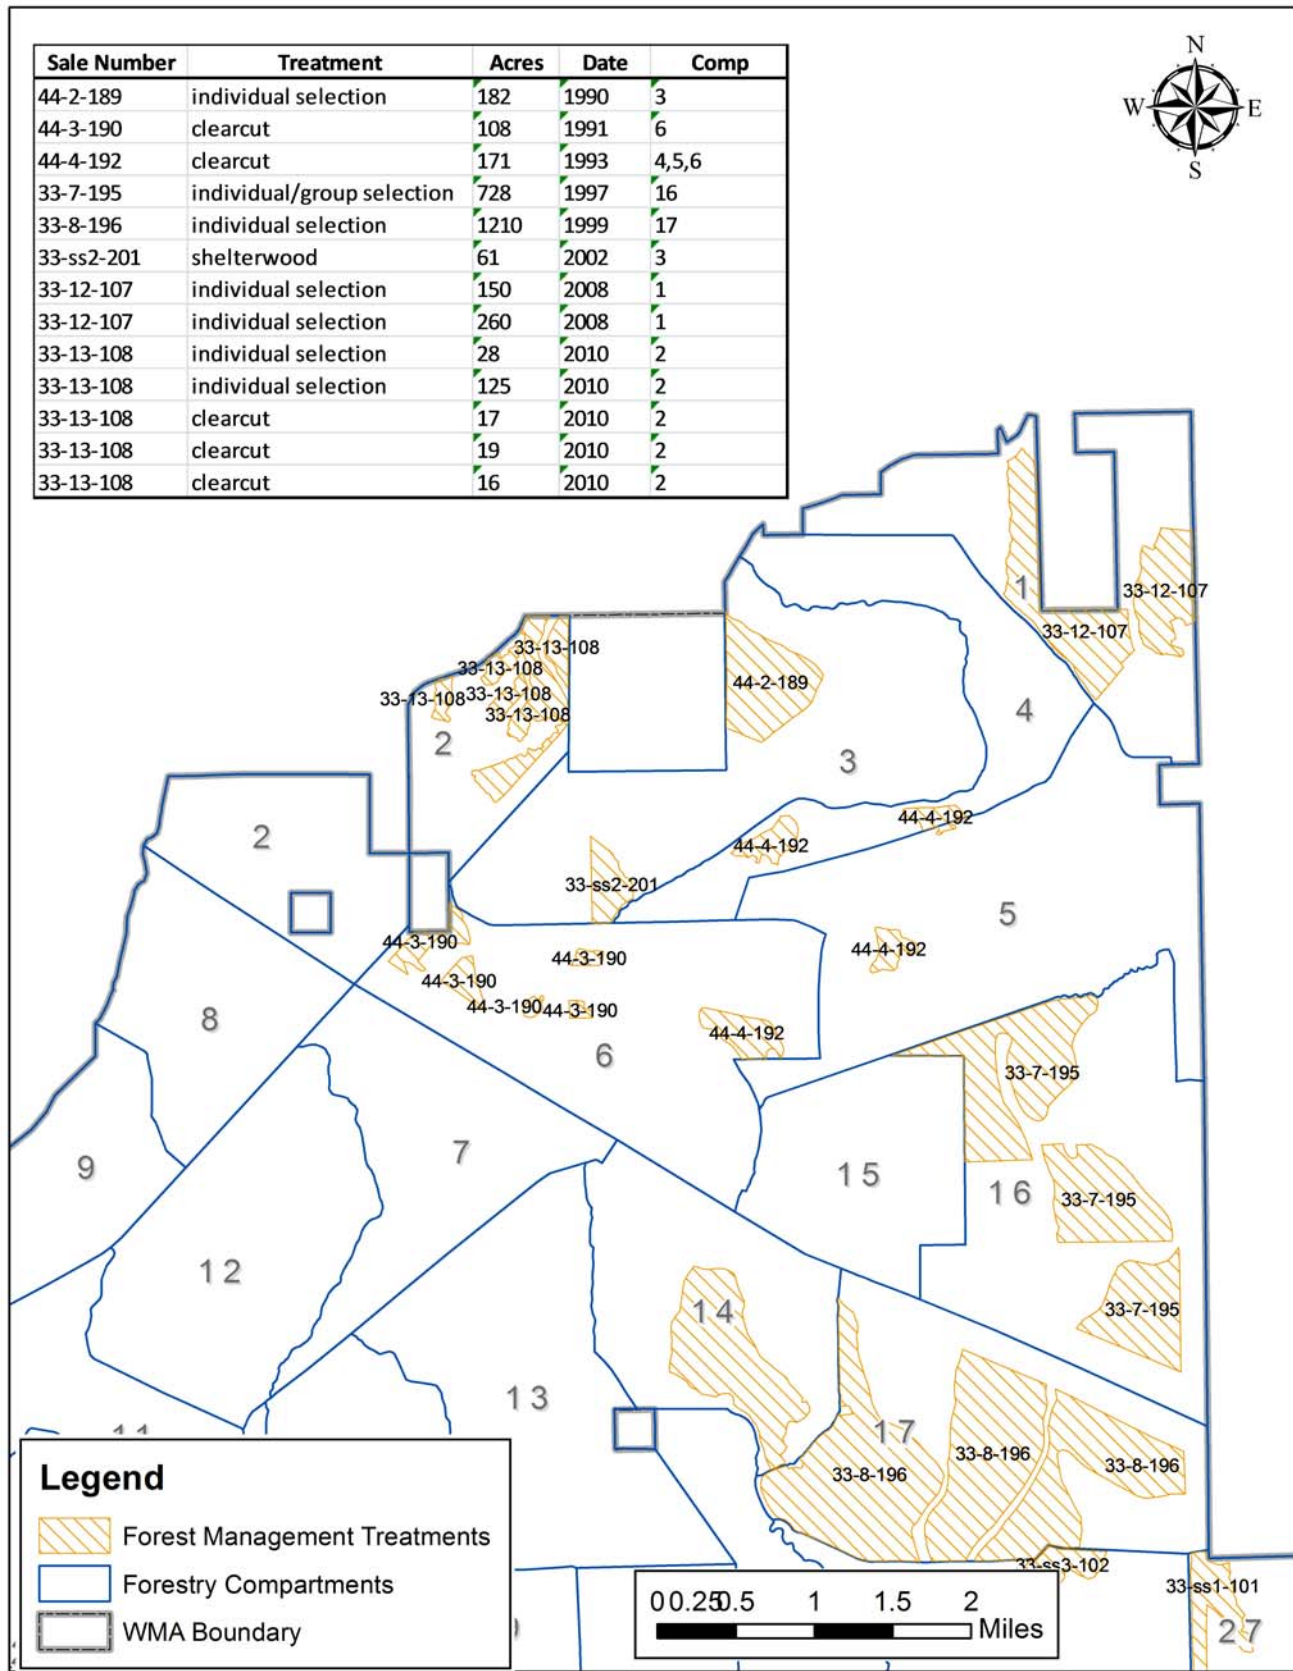 N
W E
S
Sale Number Treatment Acres Date Comp
44-2-189 individual selection 182 1990 3
44-3-190 clearcut 108 1991 6
44-4-192 clearcut 171 1993 4,5,6
33-7-195 individual/group selection 728 1997 16
33-8-196 individual selection 1210 1999 17
33-ss2-201 shelterwood 61 2002 3
33-12-107 individual selection 150 2008 1
33-12-107 individual selection 260 2008 1
33-13-108 individual selection 28 2010 2
33-13-108 individual selection 125 2010 2
33-13-108 clearcut 17 2010 2
33-13-108 clearcut 19 2010 2
33-13-108 clearcut 16 2010 2
1
33-12-107
33-12-107
33-13-108
33-13-108
33-13-108
33-13-108
33-13-108
44-2-189
4
2
3
44-4-192
2
44-4-192
33-ss2-201
5
44-3-190
44-4-192
44-3-190
44-3-190
44-3-190
44-3-190
8
44-4-192
6
33-7-195
7
9
15
16
33-7-195
12
14
33-7-195
13
17
33-8-196
33-8-196
33-8-196
33-ss3-102
33-ss1-101
27
Legend
Forest Management Treatments
Forestry Compartments
WMA Boundary
0 0.25 0.5 1 1.5 2
Miles